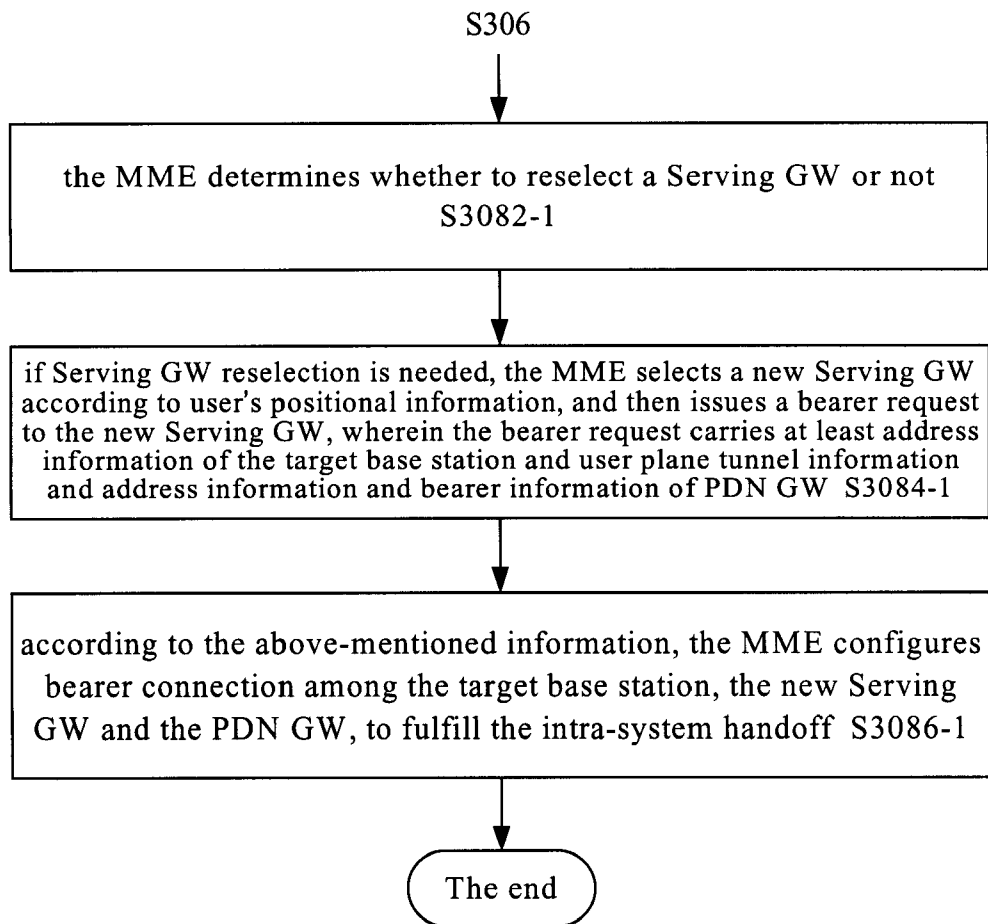 S306
the MME determines whether to reselect a Serving GW or not
S3082-1
if Serving GW reselection is needed, the MME selects a new Serving GW
according to user's positional information, and then issues a bearer request
to the new Serving GW, wherein the bearer request carries at least address
information of the target base station and user plane tunnel information
and address information and bearer information of PDN GW S3084-1
according to the above-mentioned information, the MME configures
bearer connection among the target base station, the new Serving
GW and the PDN GW, to fulfill the intra-system handoff S3086-1
The end